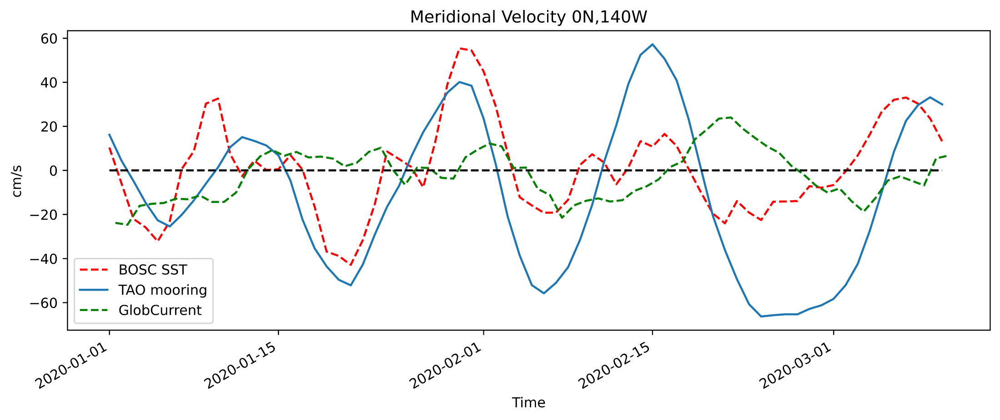 Meridional Velocity 0N,140W
60
40
20
0
−20
−40
−60
cm/s
BOSC SST
TAO mooring
GlobCurrent
2020-01-01
2020-01-15
2020-02-01
2020-02-15
2020-03-01
Time